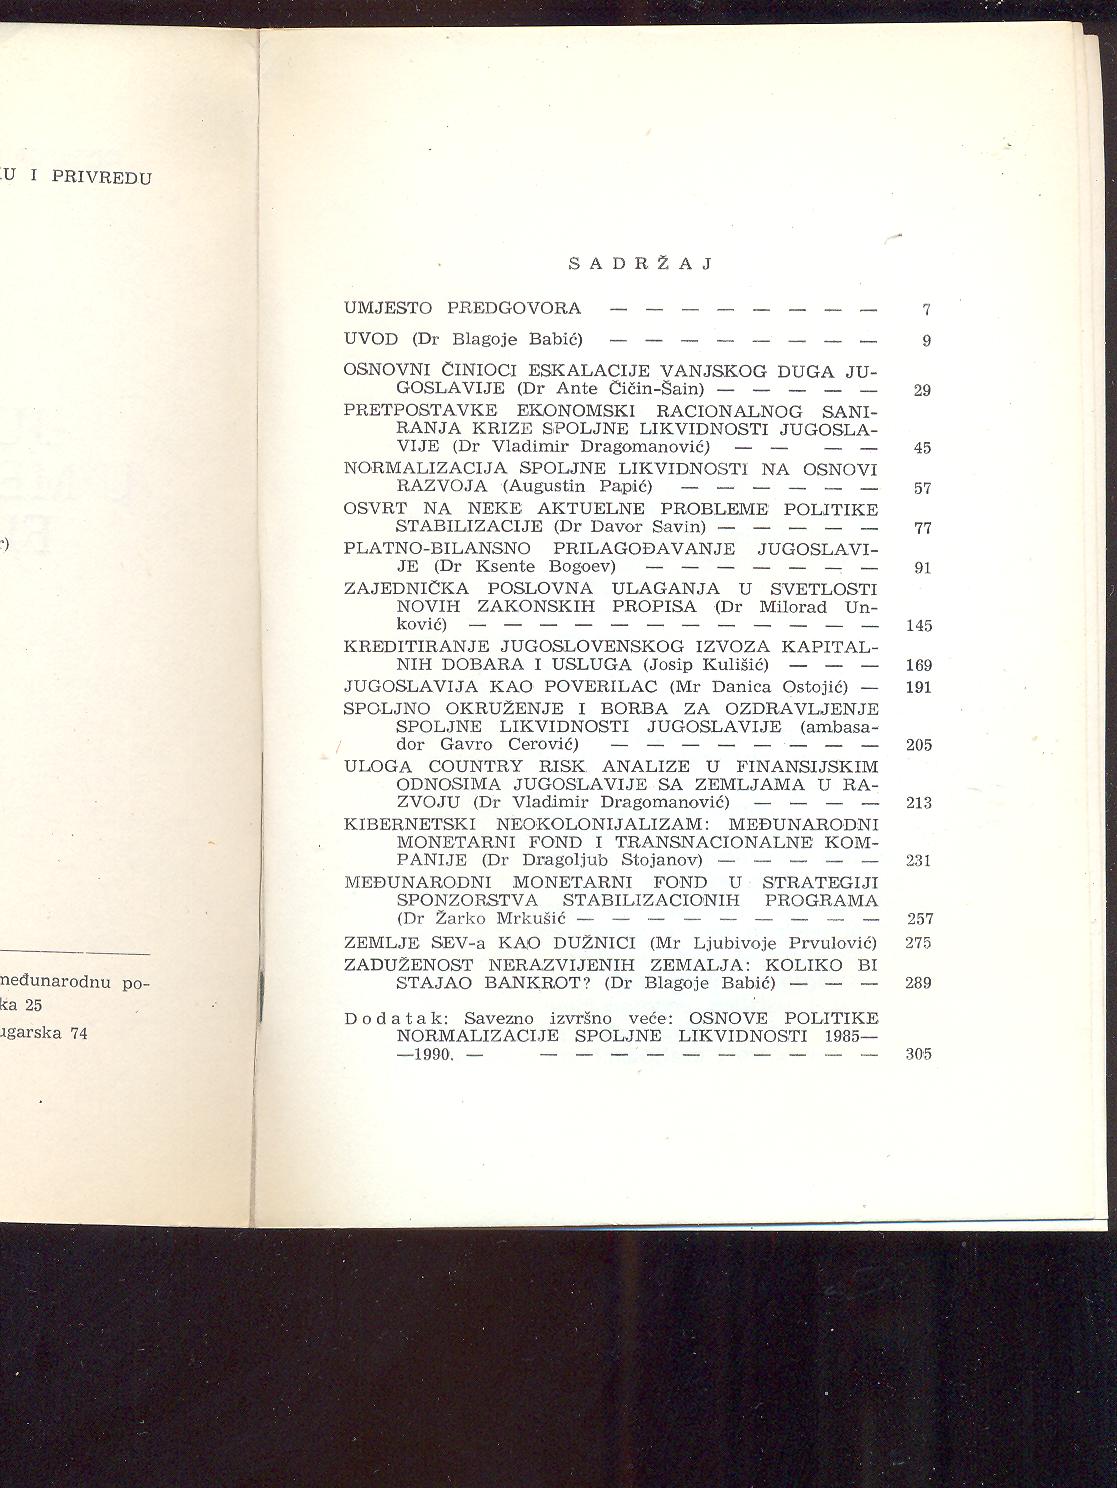 U I PRIVREDU
međunarodnu po-
ka 25
ugarska 74
SADRŽAJ
UMJESTO PREDGOVORA — — — — — — — — 7
UVOD (Dr Blagoje Babić) — — — — — — — — 9
OSNOVNI ČINIOCI ESKALACIJE VANJSKOG DUGA JU-
GOSLAVIJE (Dr Ante Čičin-Šain) — — — — — 29
PRETPOSTAVKE EKONOMSKI RACIONALNOG SANI-
RANJA KRIZE SPOLJNE LIKVIDNOSTI JUGOSLA-
VIJE (Dr Vladimir Dragomanović) — — — — 45
NORMALIZACIJA SPOLJNE LIKVIDNOSTI NA OSNOVI
RAZVOJA (Augustin Papić) — — — — — — 57
OSVRT NA NEKE AKTUELNE PROBLEME POLITIKE
STABILIZACIJE (Dr Davor Savin) — — — — — 77
PLATNO-BILANSNO PRILAGOĐAVANJE JUGOSLAVI-
JE (Dr Ksente Bogoev) — — — — — — — 91
ZAJEDNIČKA POSLOVNA ULAGANJA U SVETLOSTI
NOVIH ZAKONSKIH PROPISA (Dr Milorad Un-
ković) — — — — — — — — — — — — 145
KREDITIRANJE JUGOSLOVENSKOG IZVOZA KAPITAL-
NIH DOBARA I USLUGA (Josip Kulišić) — — — 169
JUGOSLAVIJA KAO POVERILAC (Mr Danica Ostojić) — 191
SPOLJNO OKRUŽENJE I BORBA ZA OZDRAVLJENJE
SPOLJNE LIKVIDNOSTI JUGOSLAVIJE (ambasa-
dor Gavro Cerović) — — — — — — — — 205
ULOGA COUNTRY RISK ANALIZE U FINANSIJSKIM
ODNOSIMA JUGOSLAVIJE SA ZEMLJAMA U RA-
ZVOJU (Dr Vladimir Dragomanović) — — — — 213
KIBERNETSKI NEOKOLONIJALIZAM: MEĐUNARODNI
MONETARNI FOND I TRANSNACIONALNE KOM-
PANIJE (Dr Dragoljub Stojanov) — — — — — 231
MEĐUNARODNI MONETARNI FOND U STRATEGIJI
SPONZORSTVA STABILIZACIONIH PROGRAMA
(Dr Žarko Mrkušić — — — — — — — — — 257
ZEMLJE SEV-a KAO DUŽNICI (Mr Ljubivoje Prvulović) 275
ZADUŽENOST NERAZVIJENIH ZEMALJA: KOLIKO BI
STAJAO BANKROT? (Dr Blagoje Babić) — — — 289
Dodatak: Savezno izvršno veće: OSNOVE POLITIKE
NORMALIZACIJE SPOLJNE LIKVIDNOSTI 1985—
—1990. — — — — — — — — — — — 305